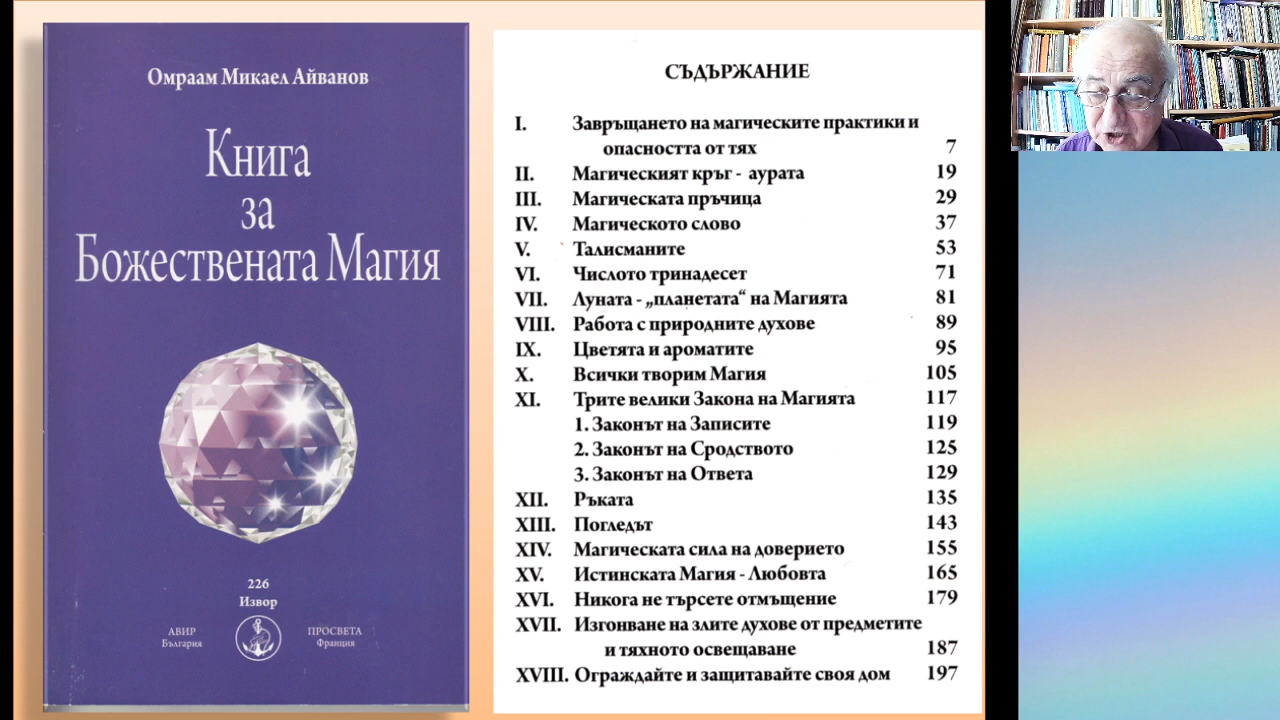 Омраам Микаел Айванов
Книга
за
Божествената Магия
226
Извор
АВИР
България
ПРОСВЕТА
Франция
СЪДЪРЖАНИЕ
I. Завръщането на магическите практики и
опасността от тях 7
II. Магическият кръг - аурата 19
III. Магическата пръчица 29
IV. Магическото слово 37
V. Талисманите 53
VI. Числото тринадесет 71
VII. Луната - „планетата“ на Магията 81
VIII. Работа с природните духове 89
IX. Цветята и ароматите 95
X. Всички творим Магия 105
XI. Трите велики Закона на Магията 117
1. Законът на Записите 119
2. Законът на Сродството 125
3. Законът на Ответа 129
XII. Ръката 135
XIII. Погледът 143
XIV. Магическата сила на доверието 155
XV. Истинската Магия - Любовта 165
XVI. Никога не търсете отмъщение 179
XVII. Изгонване на злите духове от предметите
и тяхното освещаване 187
XVIII. Ограждайте и защитавайте своя дом 197